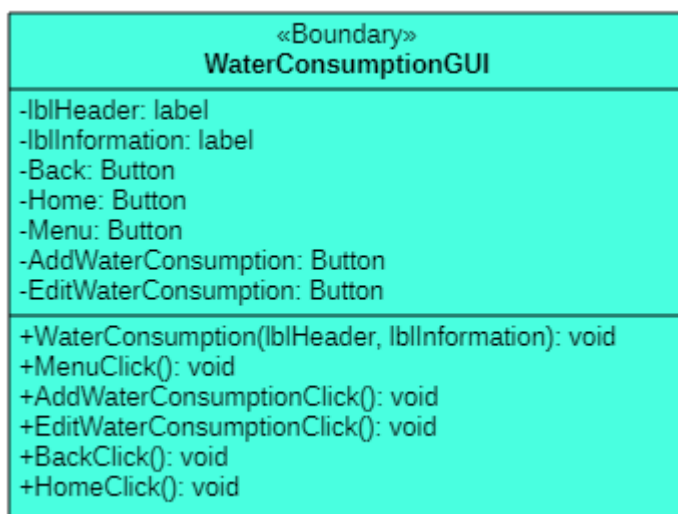 «Boundary»
WaterConsumptionGUI
-lblHeader: label
-lblInformation: label
-Back: Button
-Home: Button
-Menu: Button
-AddWaterConsumption: Button
-EditWaterConsumption: Button
+WaterConsumption(lblHeader, lblInformation): void
+MenuClick(): void
+AddWaterConsumptionClick(): void
+EditWaterConsumptionClick(): void
+BackClick(): void
+HomeClick(): void